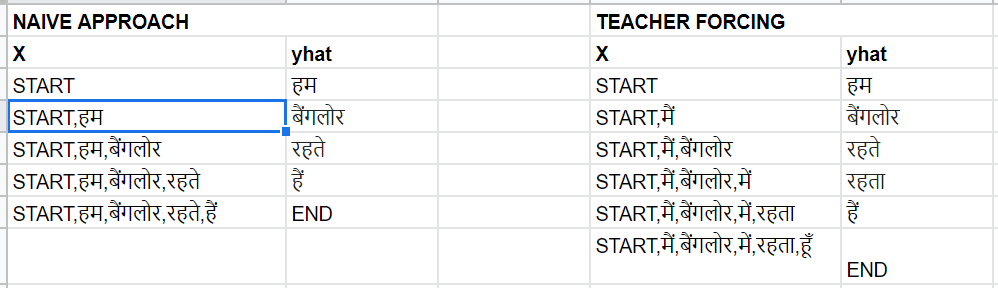 NAIVE APPROACH TEACHER FORCING
X yhat X yhat
START हम START हम
START,हम बैंगलोर START,मैं बैंगलोर
START,हम,बैंगलोर रहते START,मैं,बैंगलोर रहते
START,हम,बैंगलोर,रहते हैं START,मैं,बैंगलोर,में रहता
START,हम,बैंगलोर,रहते,हैं END START,मैं,बैंगलोर,में,रहता हैं
START,मैं,बैंगलोर,में,रहता,हूँ
END